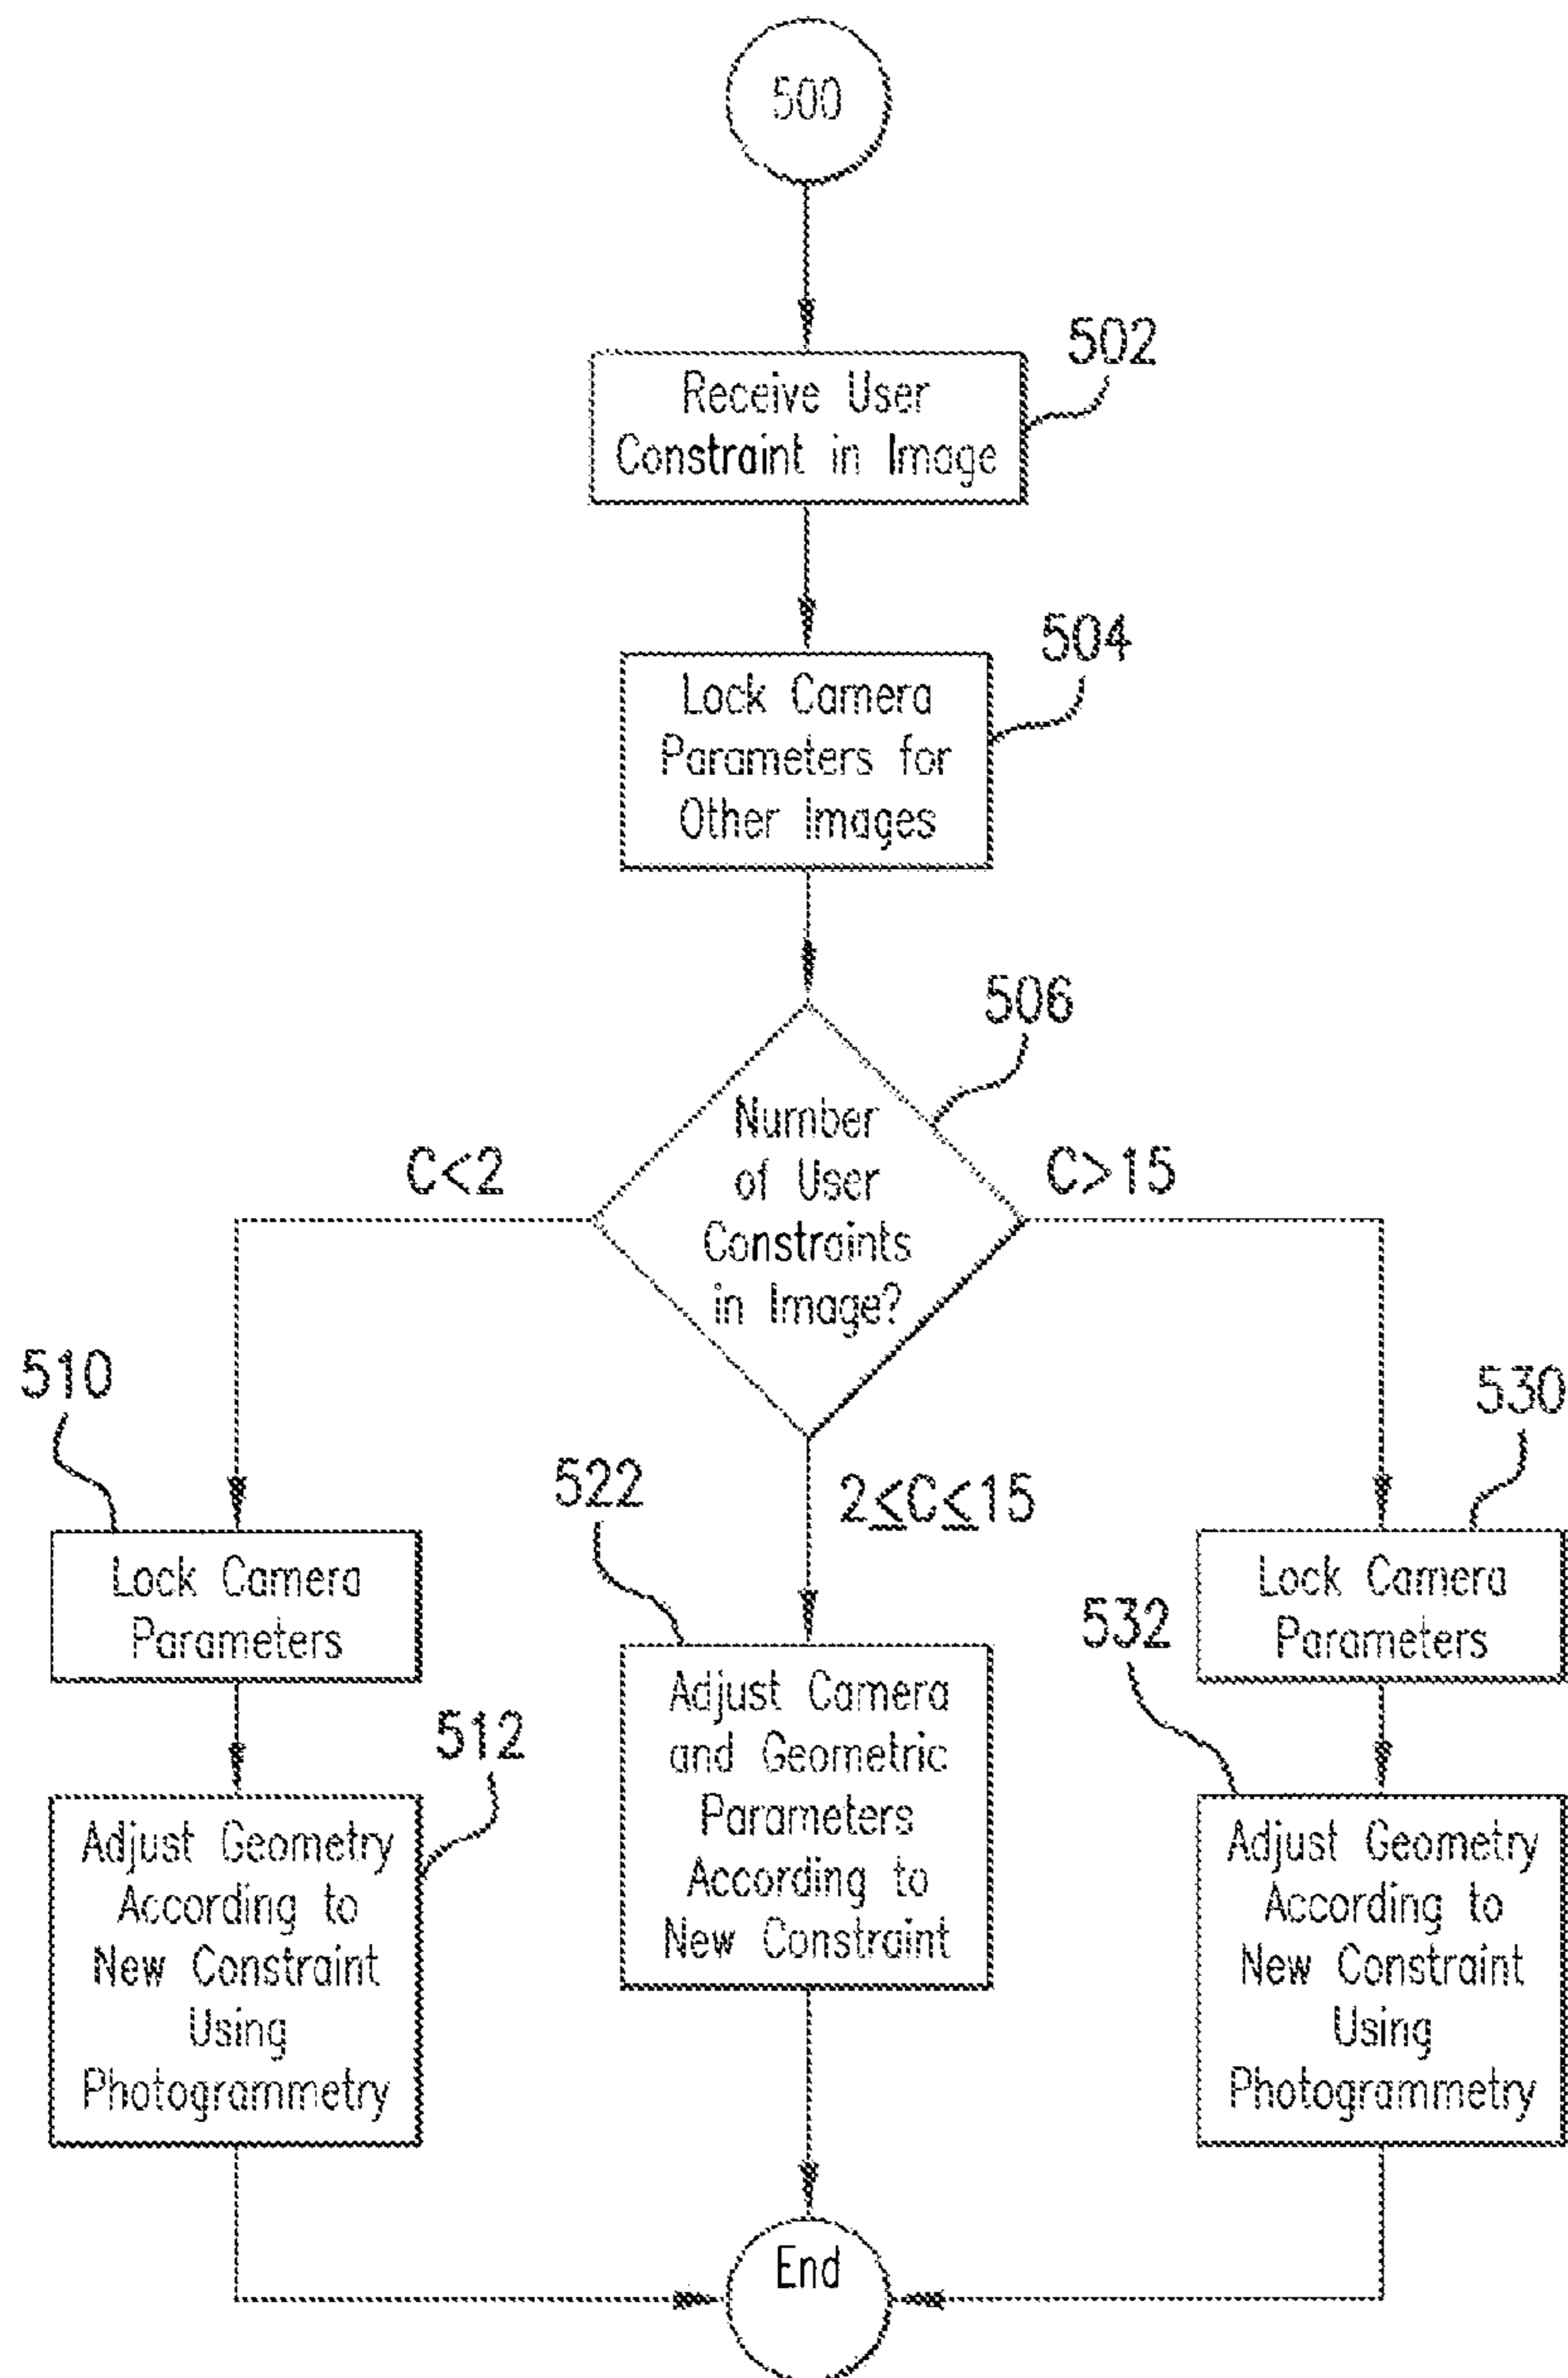 500
502
Receive User
Constraint in Image
504
Lock Camera
Parameters for
Other Images
506
Number
of User
Constraints
in Image?
C<2
C>15
2≤C≤15
510
Lock Camera
Parameters
512
Adjust Geometry
According to
New Constraint
Using
Photogrammetry
522
Adjust Camera
and Geometric
Parameters
According to
New Constraint
530
Lock Camera
Parameters
532
Adjust Geometry
According to
New Constraint
Using
Photogrammetry
End